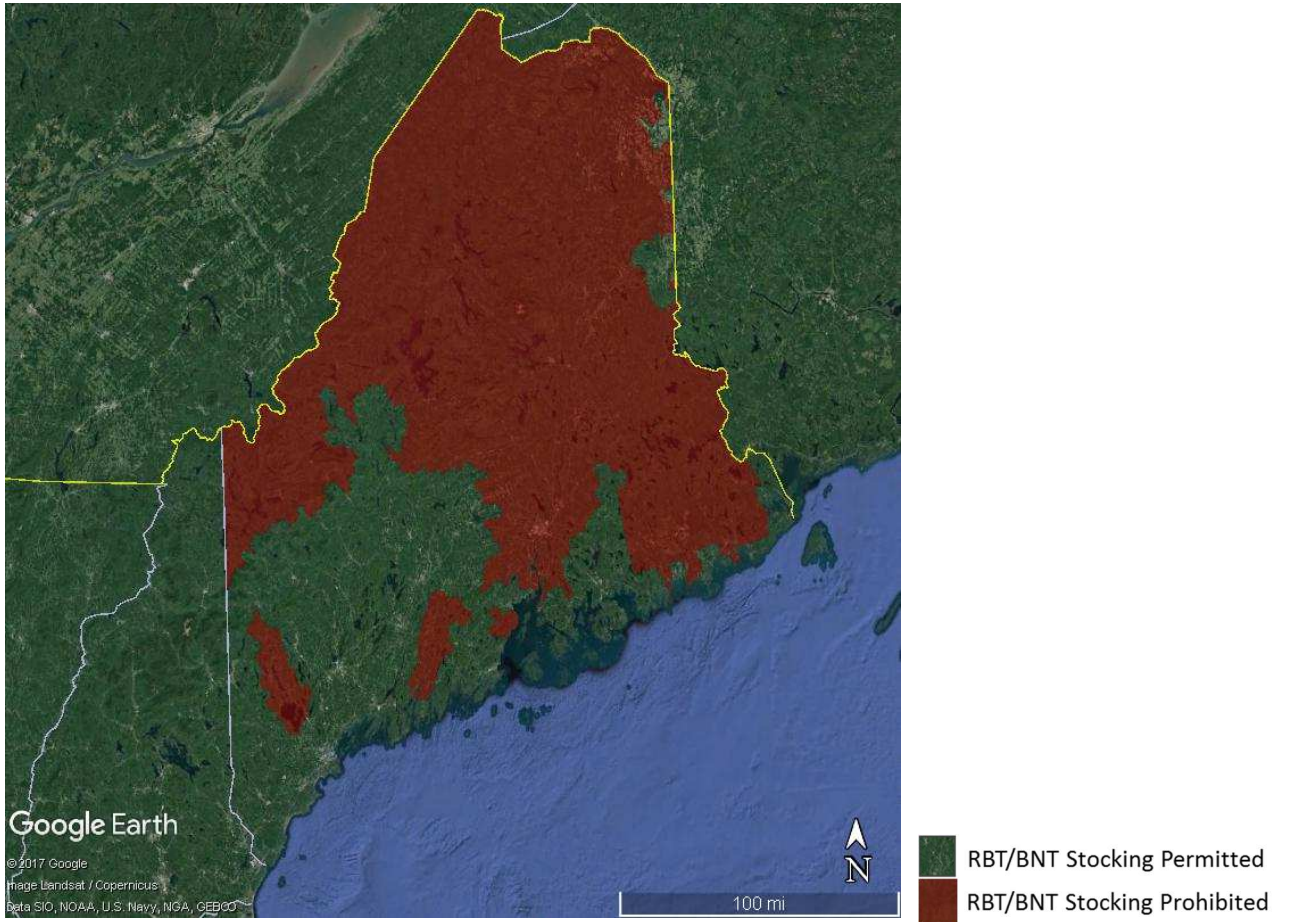 Google Earth
© 2017 Google
Image Landsat / Copernicus
Data SIO, NOAA, U.S. Navy, NGA, GEBCO
N
100 mi
RBT/BNT Stocking Permitted
RBT/BNT Stocking Prohibited